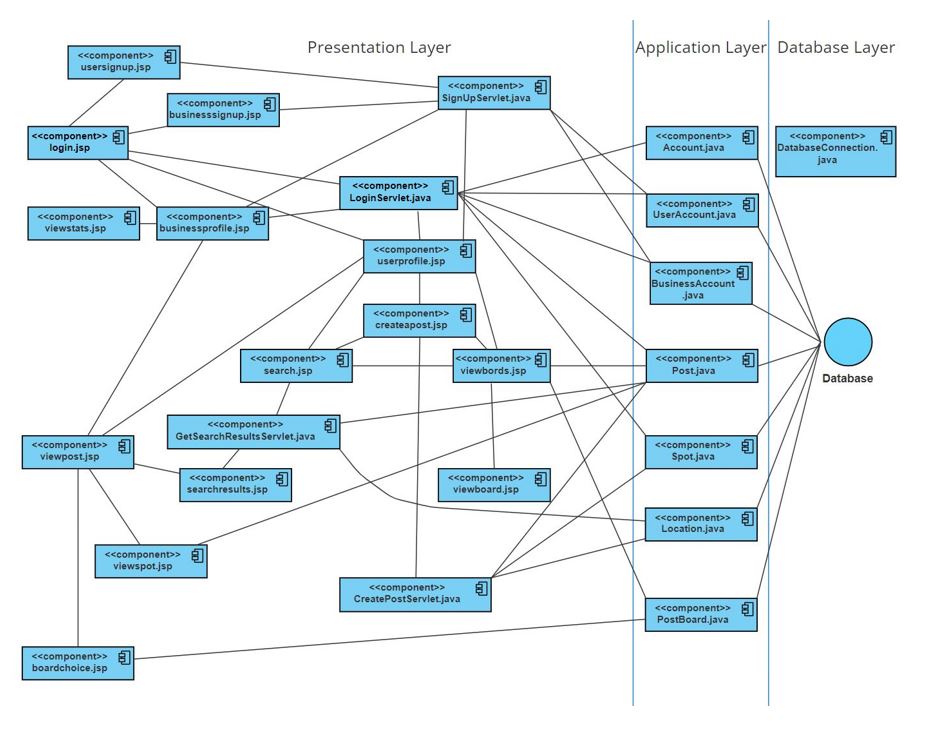 Presentation Layer
Application Layer
Database Layer
<<component>>
usersignup.jsp
<<component>>
SignUpServlet.java
<<component>>
businesssignup.jsp
<<component>>
login.jsp
<<component>>
Account.java
<<component>>
DatabaseConnection.
java
<<component>>
LoginServlet.java
<<component>>
UserAccount.java
<<component>>
viewstats.jsp
<<component>>
businessprofile.jsp
<<component>>
userprofile.jsp
<<component>>
BusinessAccount
.java
<<component>>
createapost.jsp
<<component>>
search.jsp
<<component>>
viewbords.jsp
<<component>>
Post.java
Database
<<component>>
GetSearchResultsServlet.java
<<component>>
viewpost.jsp
<<component>>
Spot.java
<<component>>
searchresults.jsp
<<component>>
viewboard.jsp
<<component>>
Location.java
<<component>>
viewspot.jsp
<<component>>
CreatePostServlet.java
<<component>>
PostBoard.java
<<component>>
boardchoice.jsp